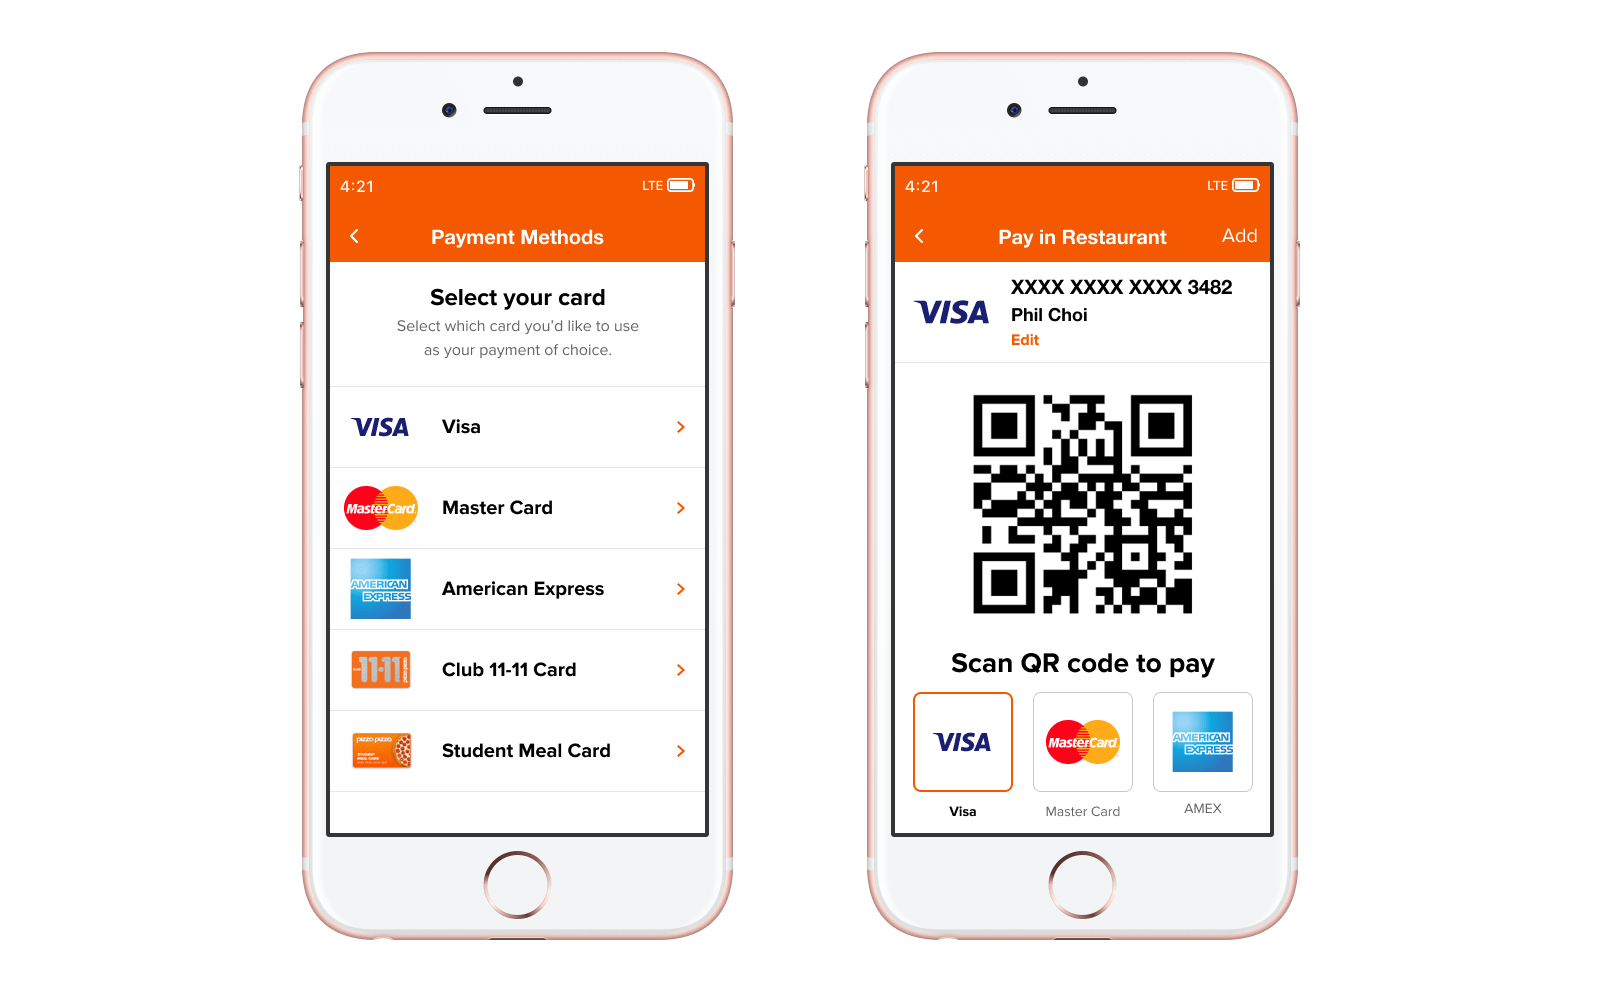 4:21
LTE
Payment Methods
Select your card
Select which card you'd like to use
as your payment of choice.
VISA
Visa
MasterCard
Master Card
AMERICAN
EXPRESS
American Express
11-11
Club 11-11 Card
pizza pizza
STUDENT
MEAL CARD
Student Meal Card
4:21
LTE
Pay in Restaurant
Add
VISA
XXXX XXXX XXXX 3482
Phil Choi
Edit
Scan QR code to pay
VISA
MasterCard
AMERICAN
EXPRESS
Visa
Master Card
AMEX